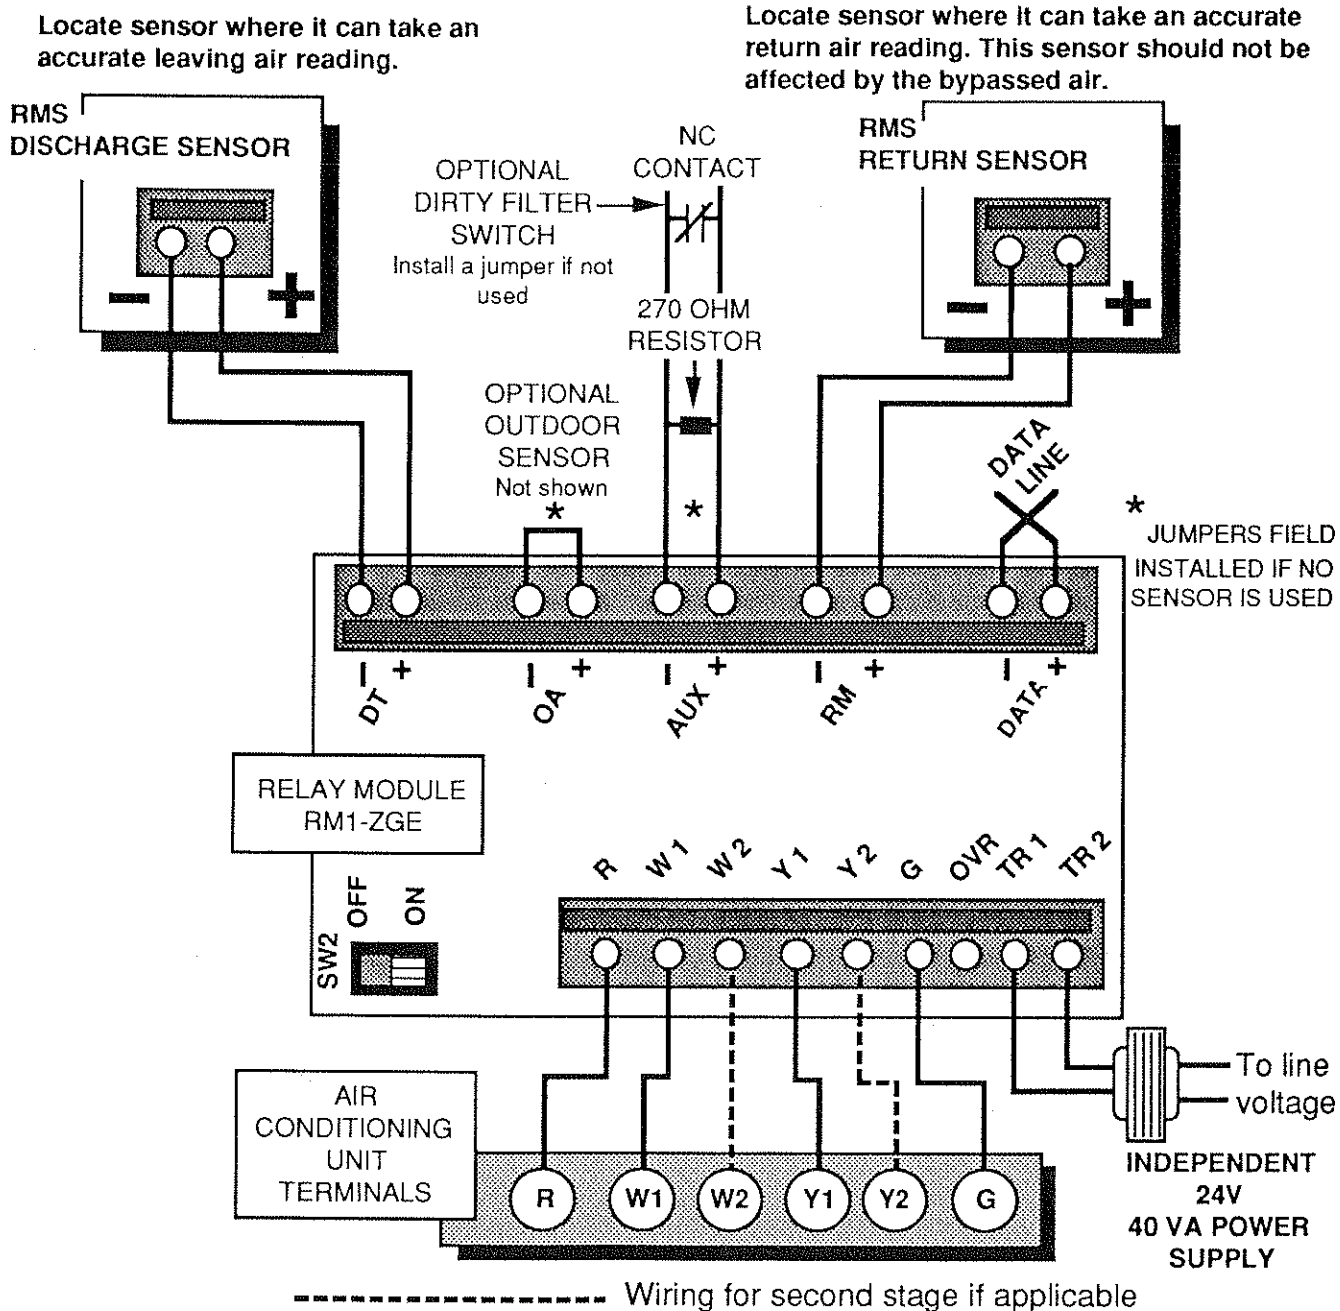 Locate sensor where it can take an
accurate leaving air reading.
Locate sensor where it can take an accurate
return air reading. This sensor should not be
affected by the bypassed air.
RMS
DISCHARGE SENSOR
− +
OPTIONAL
DIRTY FILTER
SWITCH
Install a jumper if not
used
NC
CONTACT
270 OHM
RESISTOR
*
RMS
RETURN SENSOR
− +
OPTIONAL
OUTDOOR
SENSOR
Not shown
*
DATA
LINE
*
JUMPERS FIELD
INSTALLED IF NO
SENSOR IS USED
− + − + − + − + − +
DT OA AUX RM DATA
RELAY MODULE
RM1-ZGE
SW2
OFF ON
R W1 W2 Y1 Y2 G OVR TR1 TR2
AIR
CONDITIONING
UNIT
TERMINALS
R W1 W2 Y1 Y2 G
To line
voltage
INDEPENDENT
24V
40 VA POWER
SUPPLY
Wiring for second stage if applicable